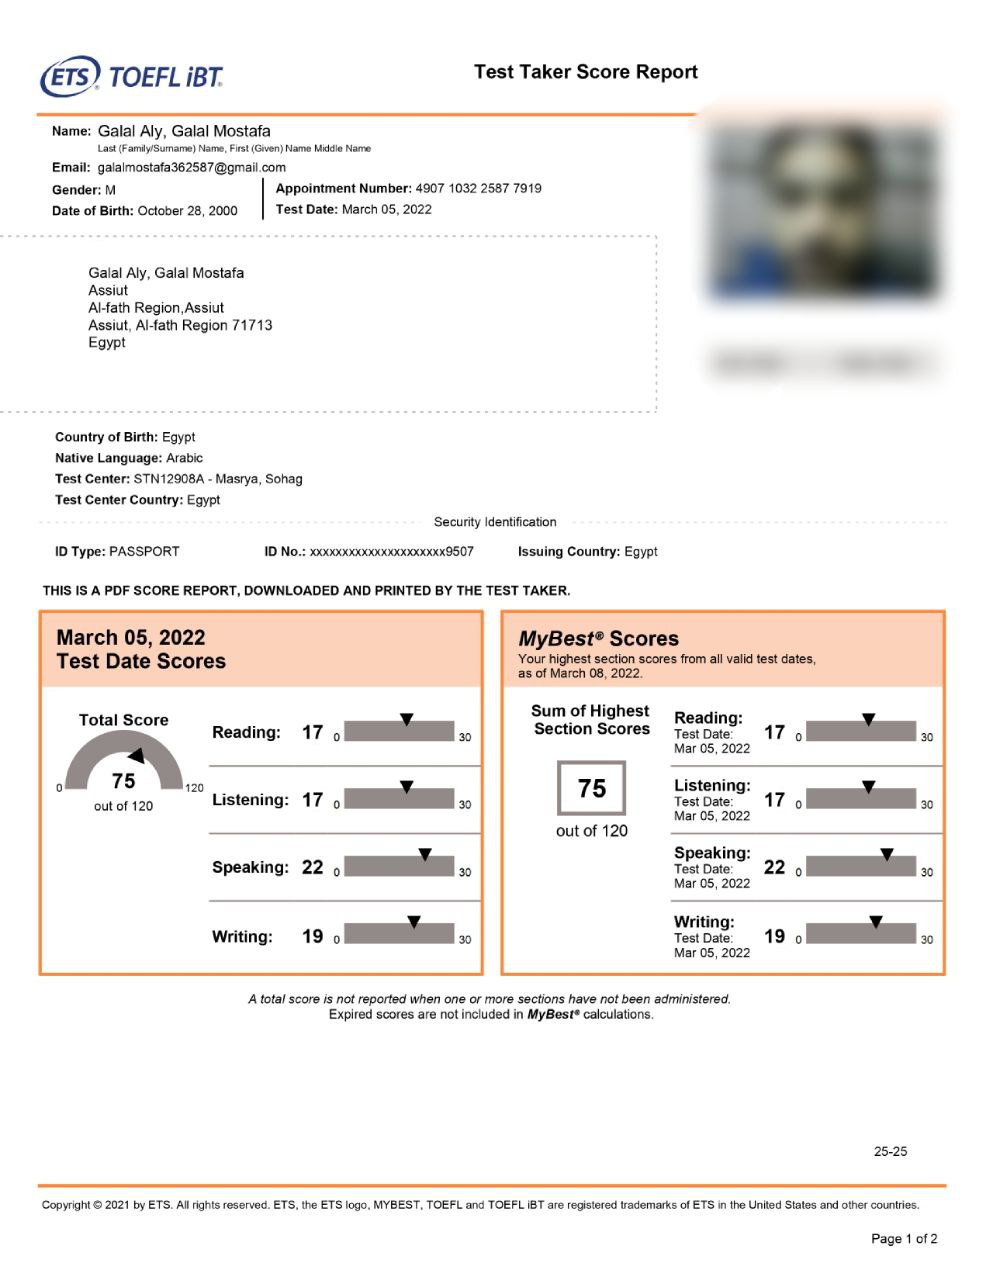 ETS TOEFL iBT
Test Taker Score Report
Name: Galal Aly, Galal Mostafa
Last (Family/Surname) Name, First (Given) Name Middle Name
Email: galalmostafa362587@gmail.com
Gender: M
Date of Birth: October 28, 2000
Appointment Number: 4907 1032 2587 7919
Test Date: March 05, 2022
Galal Aly, Galal Mostafa
Assiut
Al-fath Region,Assiut
Assiut, Al-fath Region 71713
Egypt
Country of Birth: Egypt
Native Language: Arabic
Test Center: STN12908A - Masrya, Sohag
Test Center Country: Egypt
Security Identification
ID Type: PASSPORT ID No.: xxxxxxxxxxxxxxxxxxxxx9507 Issuing Country: Egypt
THIS IS A PDF SCORE REPORT, DOWNLOADED AND PRINTED BY THE TEST TAKER.
March 05, 2022
Test Date Scores
Total Score
0 75 120
out of 120
Reading: 17 0 30
Listening: 17 0 30
Speaking: 22 0 30
Writing: 19 0 30
MyBest® Scores
Your highest section scores from all valid test dates,
as of March 08, 2022.
Sum of Highest
Section Scores
75
out of 120
Reading: 17 0 30
Test Date:
Mar 05, 2022
Listening: 17 0 30
Test Date:
Mar 05, 2022
Speaking: 22 0 30
Test Date:
Mar 05, 2022
Writing: 19 0 30
Test Date:
Mar 05, 2022
A total score is not reported when one or more sections have not been administered.
Expired scores are not included in MyBest® calculations.
25-25
Copyright © 2021 by ETS. All rights reserved. ETS, the ETS logo, MYBEST, TOEFL and TOEFL iBT are registered trademarks of ETS in the United States and other countries.
Page 1 of 2